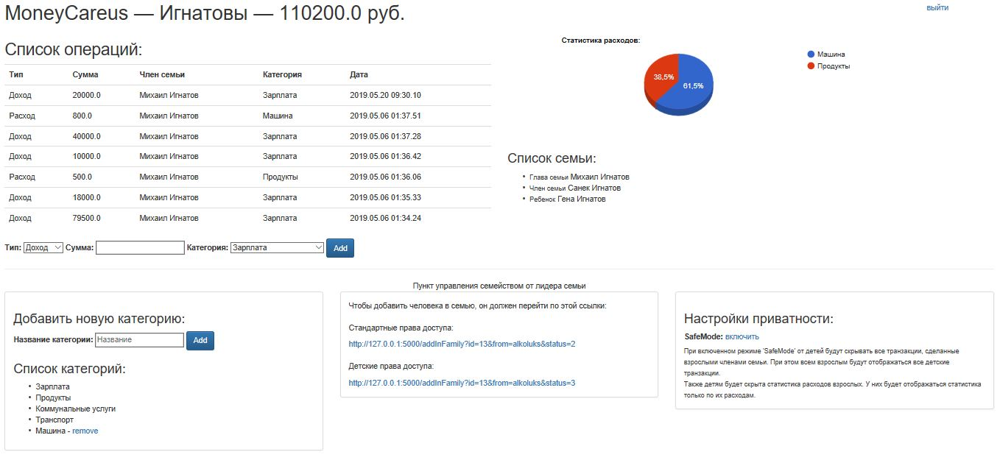 MoneyCareus — Игнатовы — 110200.0 руб.
выйти
Список операций:
Тип Сумма Член семьи Категория Дата
Доход 20000.0 Михаил Игнатов Зарплата 2019.05.20 09:30.10
Расход 800.0 Михаил Игнатов Машина 2019.05.06 01:37.51
Доход 40000.0 Михаил Игнатов Зарплата 2019.05.06 01:37.28
Доход 10000.0 Михаил Игнатов Зарплата 2019.05.06 01:36.42
Расход 500.0 Михаил Игнатов Продукты 2019.05.06 01:36.06
Доход 18000.0 Михаил Игнатов Зарплата 2019.05.06 01:35.33
Доход 79500.0 Михаил Игнатов Зарплата 2019.05.06 01:34.24
Тип: Доход Сумма: Категория: Зарплата Add
Статистика расходов:
38,5%
61,5%
Машина
Продукты
Список семьи:
• Глава семьи Михаил Игнатов
• Член семьи Санек Игнатов
• Ребенок Гена Игнатов
Пункт управления семейством от лидера семьи
Добавить новую категорию:
Название категории: Название Add
Список категорий:
• Зарплата
• Продукты
• Коммунальные услуги
• Транспорт
• Машина - remove
Чтобы добавить человека в семью, он должен перейти по этой ссылки:
Стандартные права доступа:
http://127.0.0.1:5000/addInFamily?id=13&from=alkoluks&status=2
Детские права доступа:
http://127.0.0.1:5000/addInFamily?id=13&from=alkoluks&status=3
Настройки приватности:
SafeMode: включить
При включенном режиме 'SafeMode' от детей будут скрывать все транзакции, сделанные
взрослыми членами семьи. При этом всем взрослым будут отображаться все детские
транзакции.
Также детям будет скрыта статистика расходов взрослых. У них будет отображаться статистика
только по их расходам.